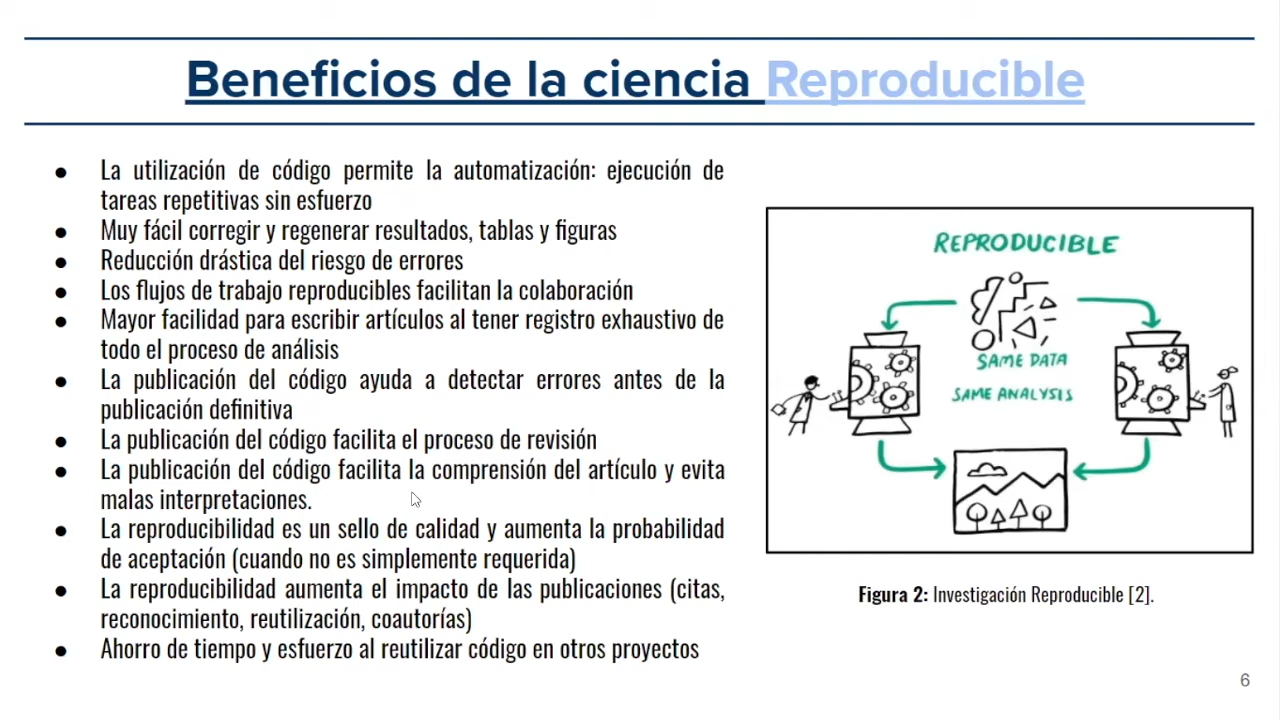 Beneficios de la ciencia Reproducible
● La utilización de código permite la automatización: ejecución de
tareas repetitivas sin esfuerzo
● Muy fácil corregir y regenerar resultados, tablas y figuras
● Reducción drástica del riesgo de errores
● Los flujos de trabajo reproducibles facilitan la colaboración
● Mayor facilidad para escribir artículos al tener registro exhaustivo de
todo el proceso de análisis
● La publicación del código ayuda a detectar errores antes de la
publicación definitiva
● La publicación del código facilita el proceso de revisión
● La publicación del código facilita la comprensión del artículo y evita
malas interpretaciones.
● La reproducibilidad es un sello de calidad y aumenta la probabilidad
de aceptación (cuando no es simplemente requerida)
● La reproducibilidad aumenta el impacto de las publicaciones (citas,
reconocimiento, reutilización, coautorías)
● Ahorro de tiempo y esfuerzo al reutilizar código en otros proyectos
REPRODUCIBLE
SAME DATA
SAME ANALYSIS
Figura 2: Investigación Reproducible [2].
6